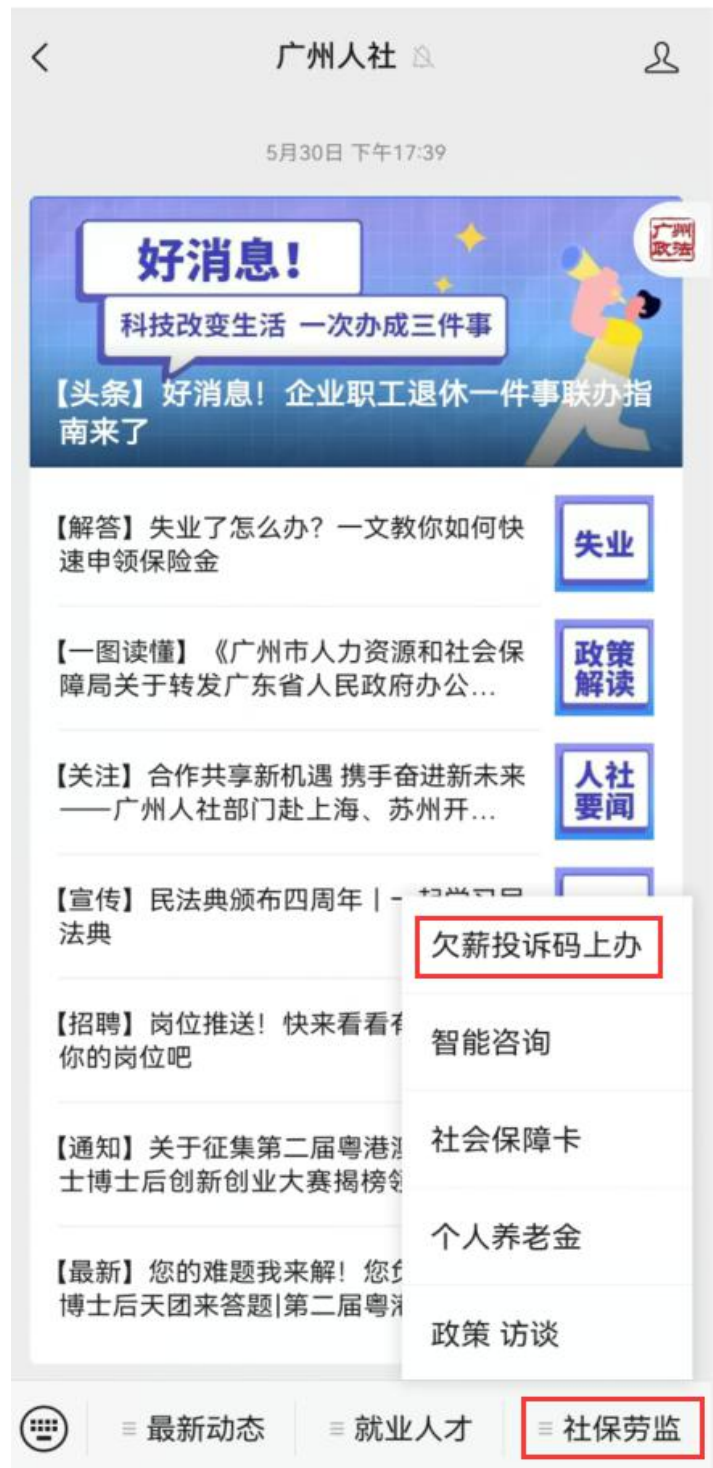 广州人社
5月30日 下午17:39
广州
政法
好消息!
科技改变生活 一次办成三件事
【头条】好消息！企业职工退休一件事联办指
南来了
【解答】失业了怎么办？一文教你如何快
速申领保险金
失业
【一图读懂】《广州市人力资源和社会保
障局关于转发广东省人民政府办公...
政策
解读
【关注】合作共享新机遇 携手奋进新未来
——广州人社部门赴上海、苏州开...
人社
要闻
【宣传】民法典颁布四周年丨一起学习民
法典
【招聘】岗位推送！快来看看有
你的岗位吧
【通知】关于征集第二届粤港澳
士博士后创新创业大赛揭榜领
【最新】您的难题我来解！您负
博士后天团来答题|第二届粤港
欠薪投诉码上办
智能咨询
社会保障卡
个人养老金
政策 访谈
最新动态
就业人才
社保劳监